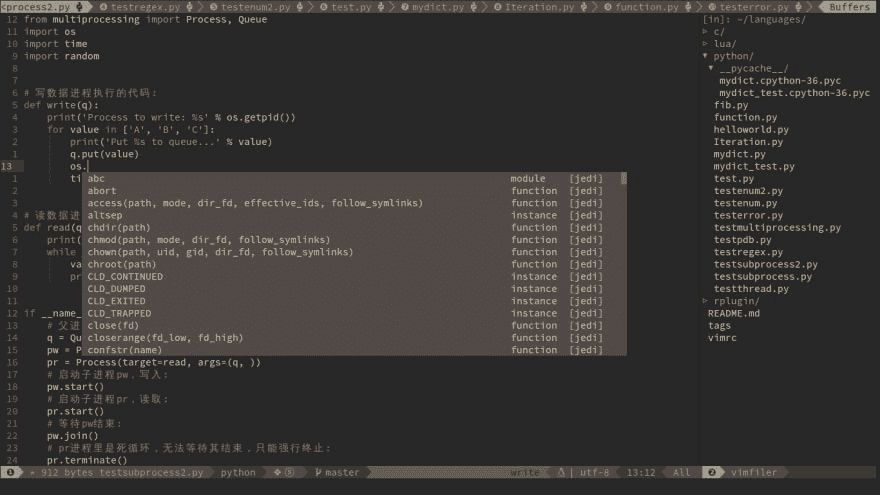 <process2.py ④ testregex.py ⑤ testenum2.py ⑥ test.py ⑦ mydict.py ⑧ Iteration.py ⑨ function.py ⑩ testerror.py Buffers
12 from multiprocessing import Process, Queue
11 import os
10 import time
9 import random
8
7
6 # 写数据进程执行的代码:
5 def write(q):
4 print('Process to write: %s' % os.getpid())
3 for value in ['A', 'B', 'C']:
2 print('Put %s to queue...' % value)
1 q.put(value)
13 os.
1 ti
abc module [jedi]
2
abort function [jedi]
3
access(path, mode, dir_fd, effective_ids, follow_symlinks) function [jedi]
4 # 读数据进
altsep instance [jedi]
5 def read(q
chdir(path) function [jedi]
6 print(
chmod(path, mode, dir_fd, follow_symlinks) function [jedi]
7 while
chown(path, uid, gid, dir_fd, follow_symlinks) function [jedi]
8 va
chroot(path) function [jedi]
9 pr
CLD_CONTINUED instance [jedi]
10
CLD_DUMPED instance [jedi]
11
CLD_EXITED instance [jedi]
12 if __name_
CLD_TRAPPED instance [jedi]
13 # 父进
close(fd) function [jedi]
14 q = Qu
closerange(fd_low, fd_high) function [jedi]
15 pw = P
confstr(name) function [jedi]
16 pr = Process(target=read, args=(q, ))
17 # 启动子进程pw，写入:
18 pw.start()
19 # 启动子进程pr，读取:
20 pr.start()
21 # 等待pw结束:
22 pw.join()
23 # pr进程里是死循环，无法等待其结束，只能强行终止:
24 pr.terminate()
[in]: ~/languages/
▷ c/
▷ lua/
▼ python/
▼ __pycache__/
mydict.cpython-36.pyc
mydict_test.cpython-36.pyc
fib.py
function.py
helloworld.py
Iteration.py
mydict.py
mydict_test.py
test.py
testenum2.py
testenum.py
testerror.py
testmultiprocessing.py
testpdb.py
testregex.py
testsubprocess2.py
testsubprocess.py
testthread.py
▷ rplugin/
README.md
tags
vimrc
❶ * 912 bytes testsubprocess2.py python ❖ Ⓢ master write | utf-8 13:12 All ❷ vimfiler